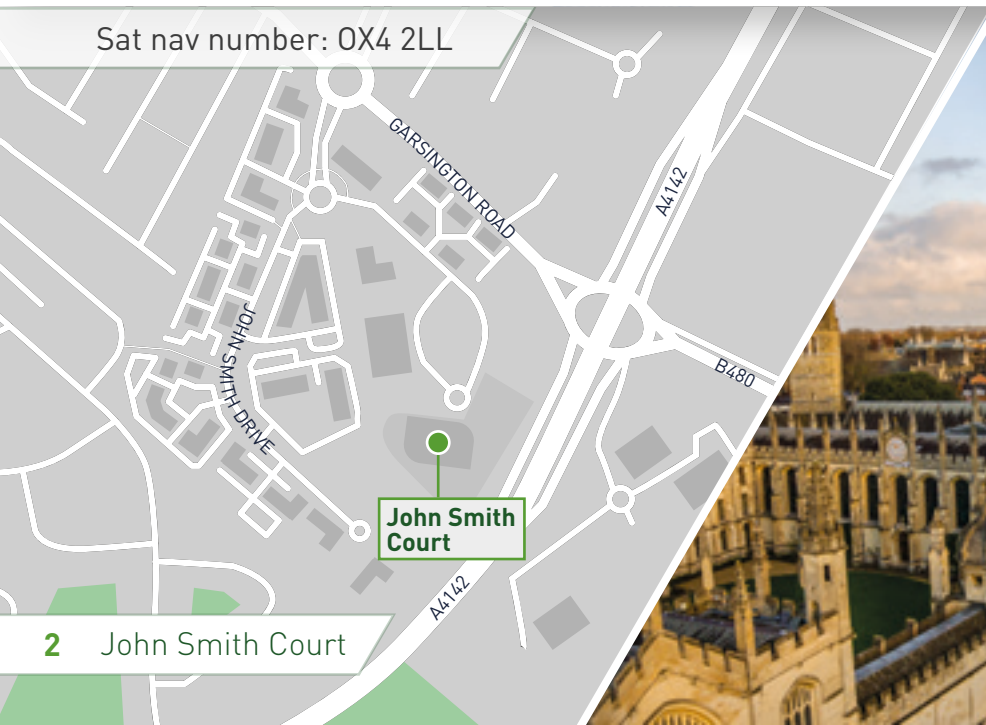 Sat nav number: OX4 2LL
GARSINGTON ROAD
A4142
JOHN SMITH DRIVE
B480
John Smith
Court
A4142
2 John Smith Court